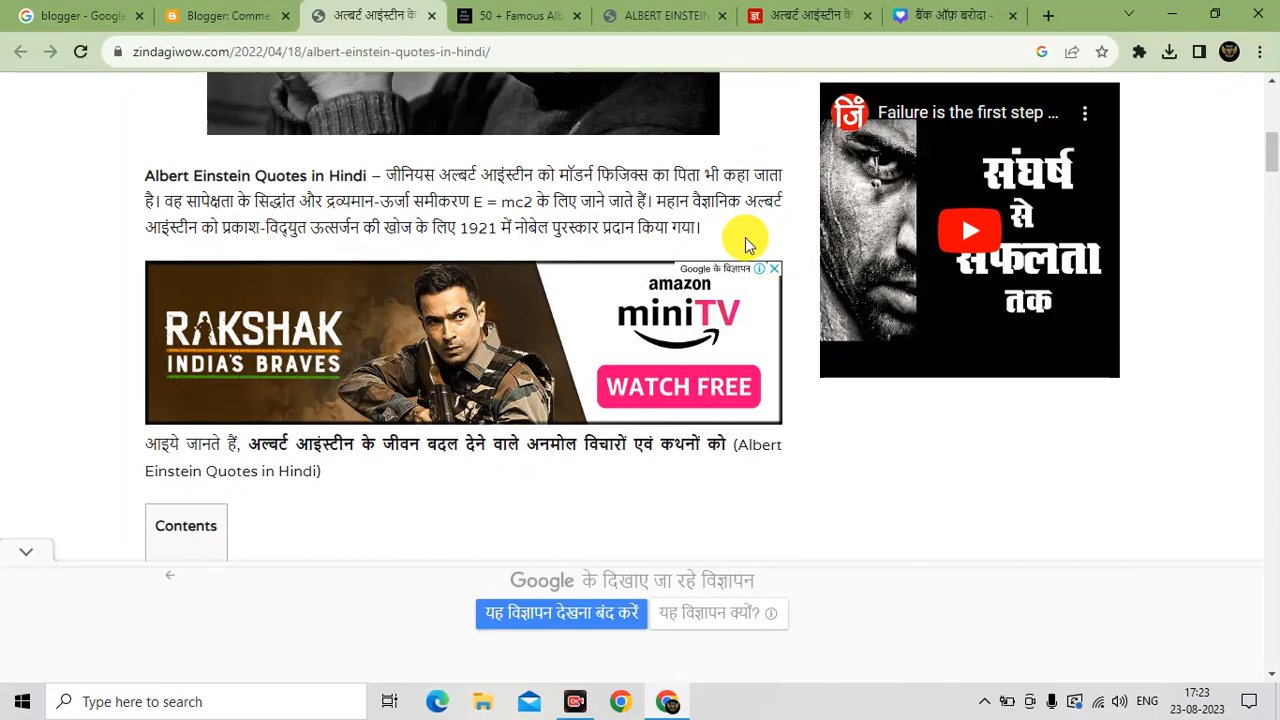 blogger - Google
Blogger: Comme
अल्बर्ट आइंस्टीन के
50 + Famous Alb
ALBERT EINSTEIN
अल्बर्ट आइंस्टीन के
बैंक ऑफ़ बरोदा -
zindagiwow.com/2022/04/18/albert-einstein-quotes-in-hindi/
Albert Einstein Quotes in Hindi – जीनियस अल्बर्ट आइंस्टीन को मॉडर्न फिजिक्स का पिता भी कहा जाता
है। वह सापेक्षता के सिद्धांत और द्रव्यमान-ऊर्जा समीकरण E = mc2 के लिए जाने जाते हैं। महान वैज्ञानिक अल्बर्ट
आइंस्टीन को प्रकाश-विद्युत ऊत्सर्जन की खोज के लिए 1921 में नोबेल पुरस्कार प्रदान किया गया।
Google के विज्ञापन
RAKSHAK
INDIA'S BRAVES
amazon
miniTV
WATCH FREE
आइये जानते हैं, अल्बर्ट आइंस्टीन के जीवन बदल देने वाले अनमोल विचारों एवं कथनों को (Albert
Einstein Quotes in Hindi)
Contents
जिं
Failure is the first step ...
संघर्ष
से
सफलता
तक
Google के दिखाए जा रहे विज्ञापन
यह विज्ञापन देखना बंद करें
यह विज्ञापन क्यों?
Type here to search
ENG
17:23
23-08-2023